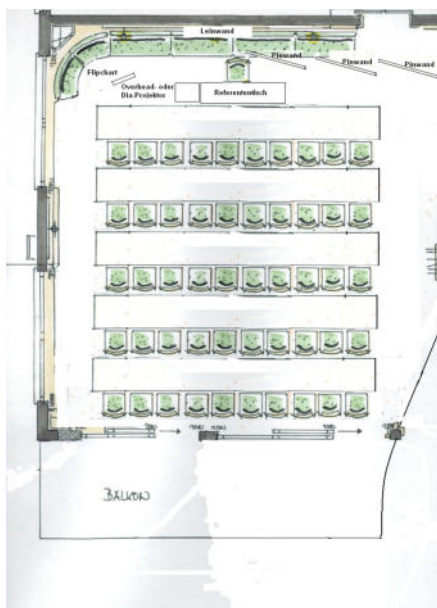 Leinwand
Pinwand
Pinwand
Pinwand
Flipchart
Overhead- oder
Dia.Projektor
Referententisch
BALKON